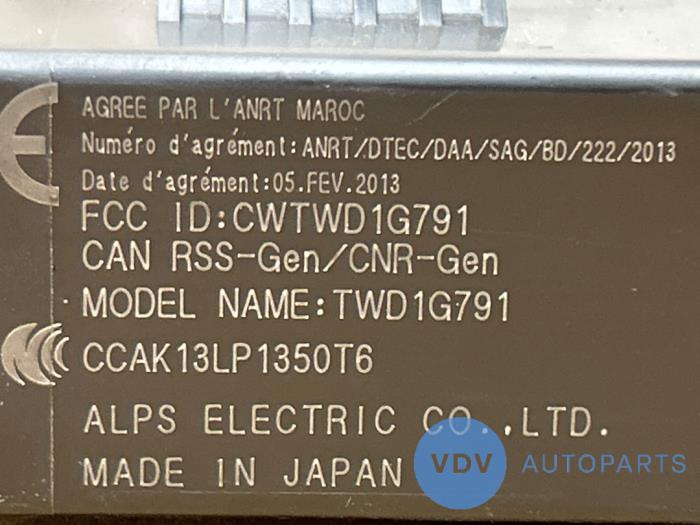 AGREE PAR L'ANRT MAROC
Numéro d'agrément:ANRT/DTEC/DAA/SAG/BD/222/2013
Date d'agrément:05.FEV.2013
FCC ID:CWTWD1G791
CAN RSS-Gen/CNR-Gen
MODEL NAME:TWD1G791
CCAK13LP1350T6
ALPS ELECTRIC CO.,LTD.
MADE IN JAPAN
VDV AUTOPARTS